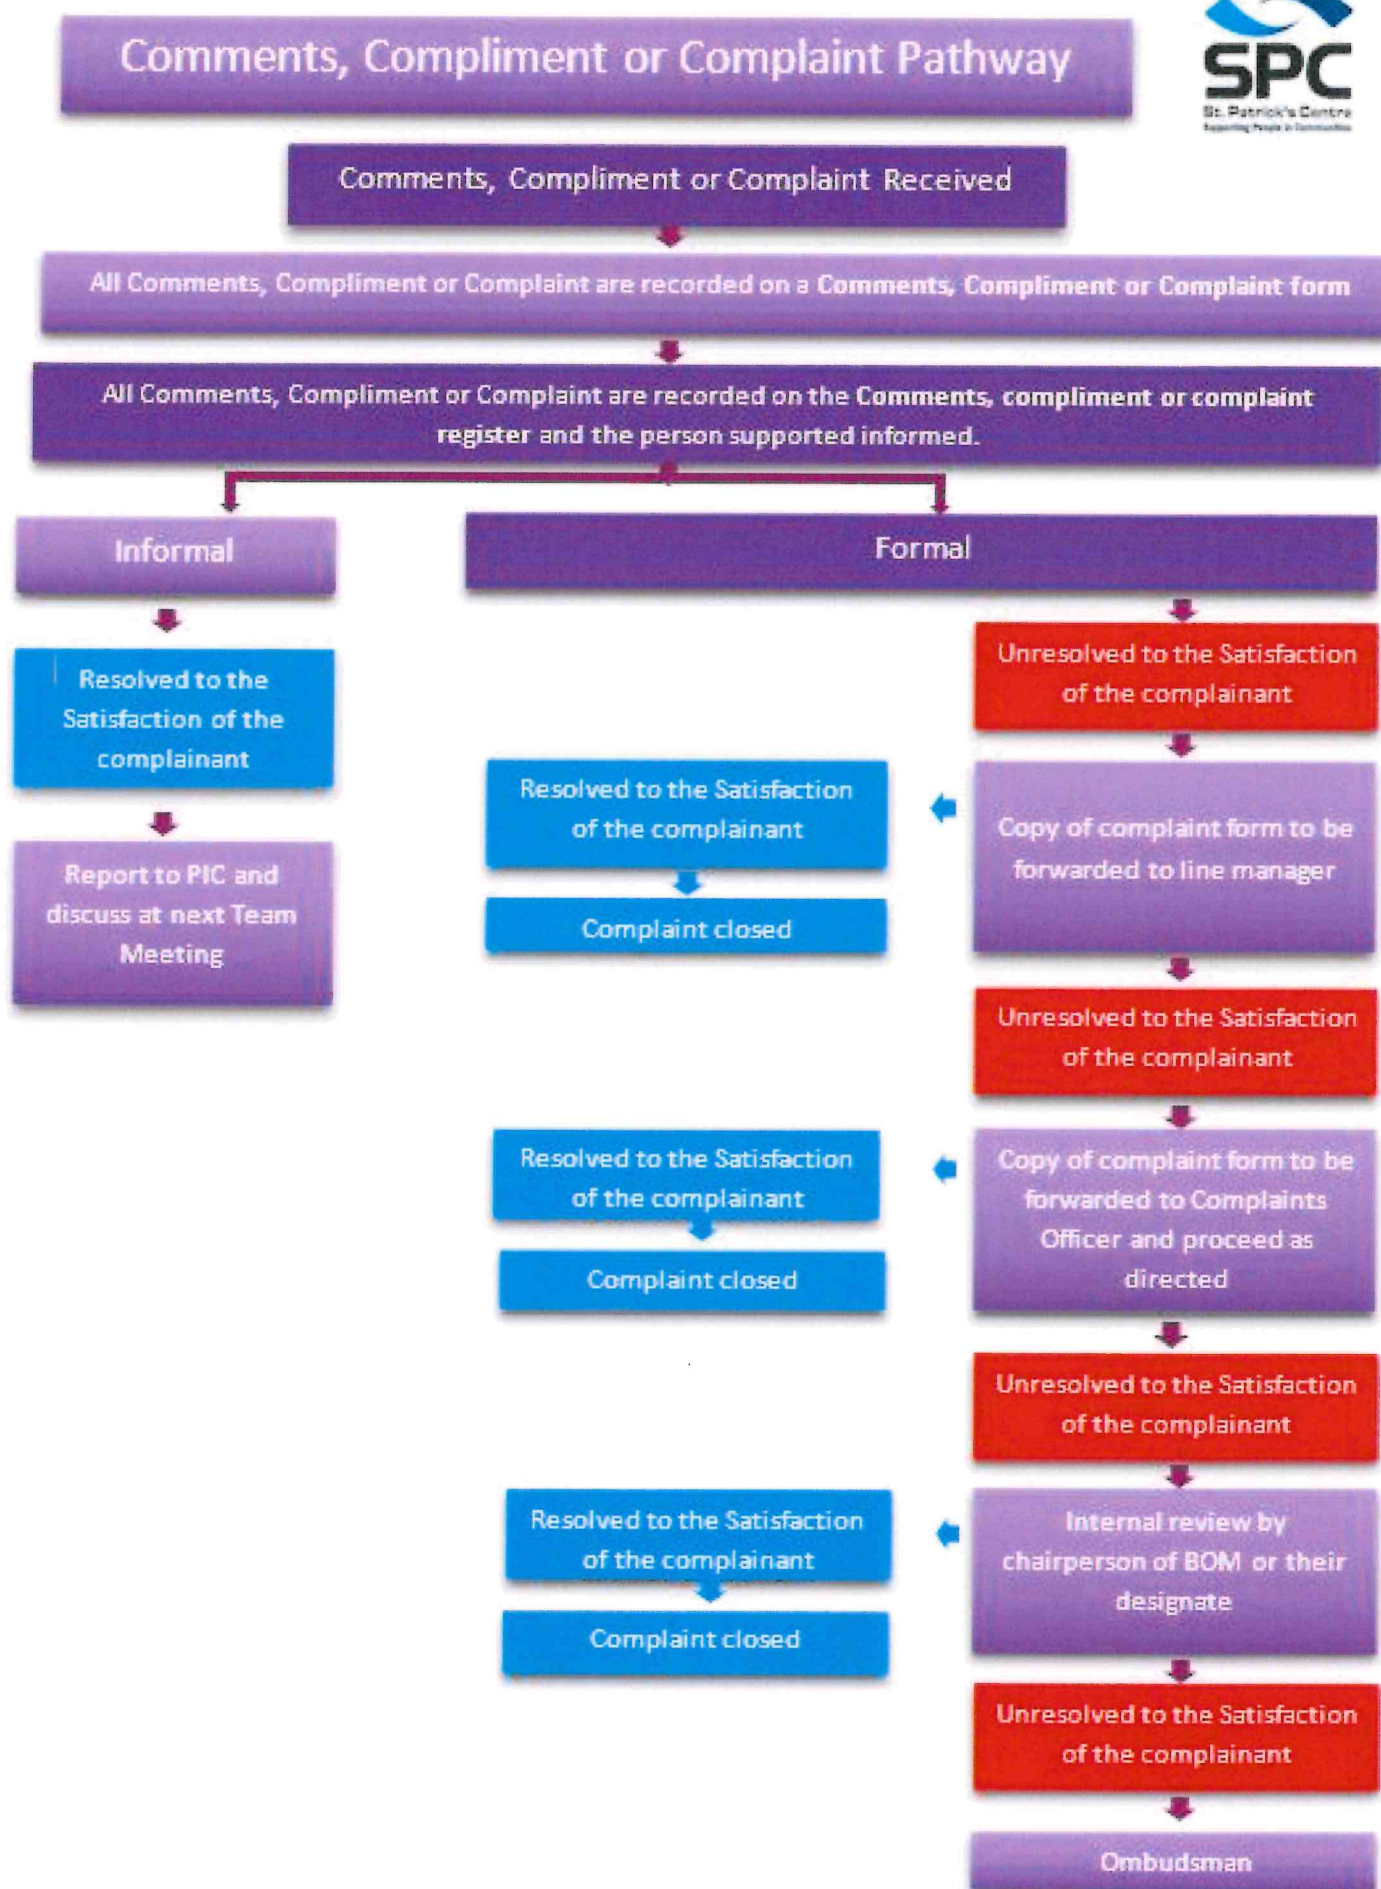 Comments, Compliment or Complaint Pathway
SPC
St. Patrick's Centre
Supporting People in Communities
Comments, Compliment or Complaint Received
All Comments, Compliment or Complaint are recorded on a Comments, Compliment or Complaint form
All Comments, Compliment or Complaint are recorded on the Comments, compliment or complaint
register and the person supported informed.
Informal
Formal
Resolved to the
Satisfaction of the
complainant
Report to PIC and
discuss at next Team
Meeting
Unresolved to the Satisfaction
of the complainant
Copy of complaint form to be
forwarded to line manager
Resolved to the Satisfaction
of the complainant
Complaint closed
Unresolved to the Satisfaction
of the complainant
Copy of complaint form to be
forwarded to Complaints
Officer and proceed as
directed
Resolved to the Satisfaction
of the complainant
Complaint closed
Unresolved to the Satisfaction
of the complainant
Internal review by
chairperson of BOM or their
designate
Resolved to the Satisfaction
of the complainant
Complaint closed
Unresolved to the Satisfaction
of the complainant
Ombudsman